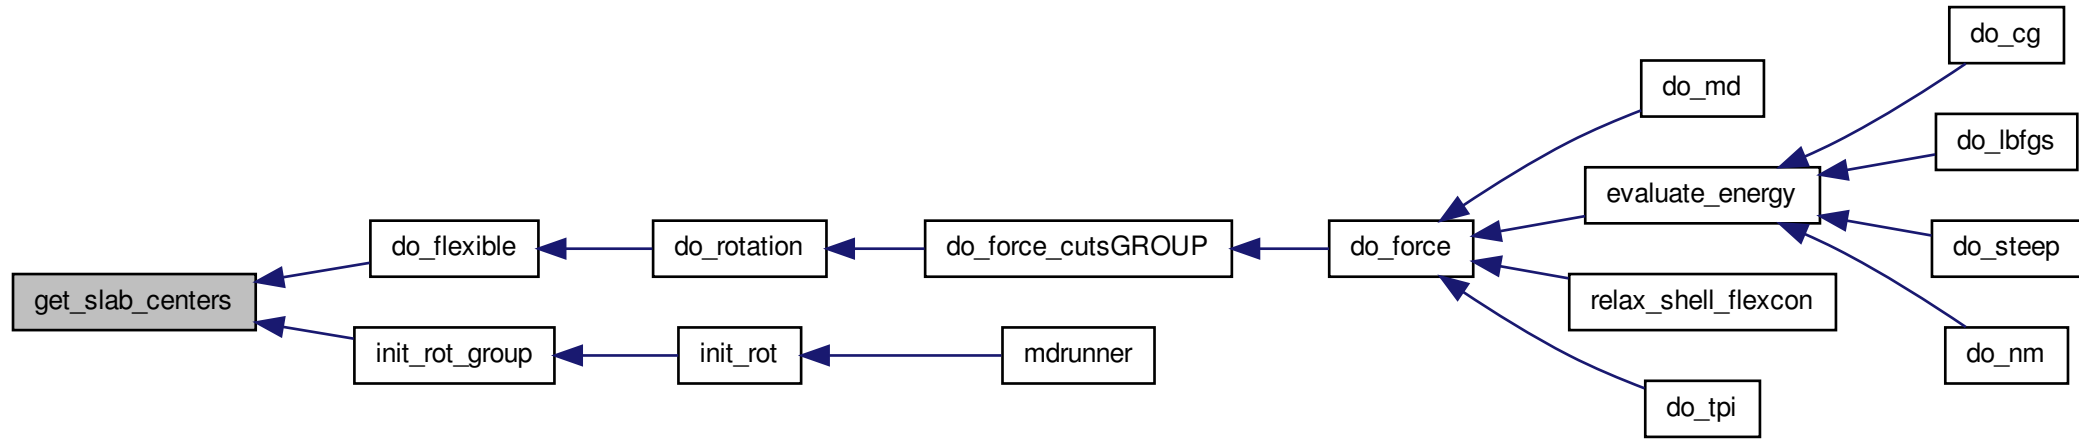 get_slab_centers
do_flexible
init_rot_group
do_rotation
init_rot
do_force_cutsGROUP
mdrunner
do_force
do_md
evaluate_energy
relax_shell_flexcon
do_tpi
do_cg
do_lbfgs
do_steep
do_nm